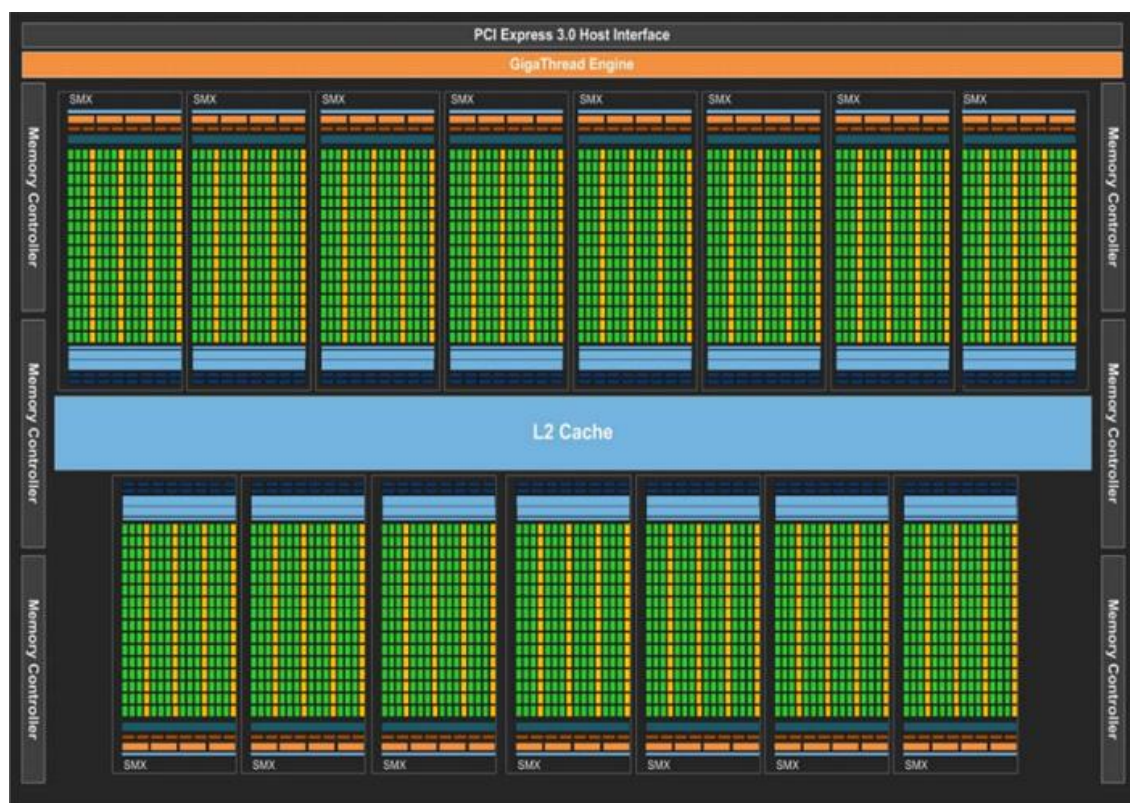 PCI Express 3.0 Host Interface
GigaThread Engine
SMX
SMX
SMX
SMX
SMX
SMX
SMX
SMX
Memory Controller
Memory Controller
Memory Controller
Memory Controller
L2 Cache
Memory Controller
Memory Controller
SMX
SMX
SMX
SMX
SMX
SMX
SMX